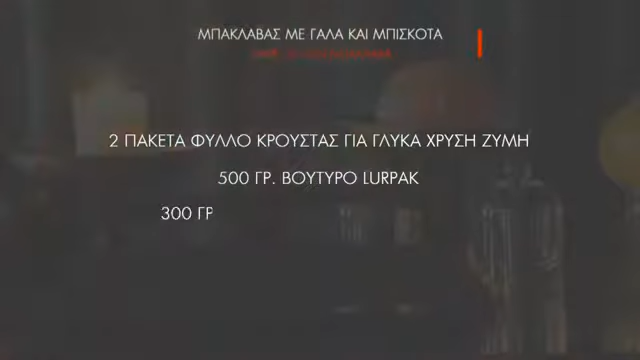 ΜΠΑΚΛΑΒΑΣ ΜΕ ΓΑΛΑ ΚΑΙ ΜΠΙΣΚΟΤΑ
2 ΠΑΚΕΤΑ ΦΥΛΛΟ ΚΡΟΥΣΤΑΣ ΓΙΑ ΓΛΥΚΑ ΧΡΥΣΗ ΖΥΜΗ
500 ΓΡ. ΒΟΥΤΥΡΟ LURPAK
300 ΓΡ